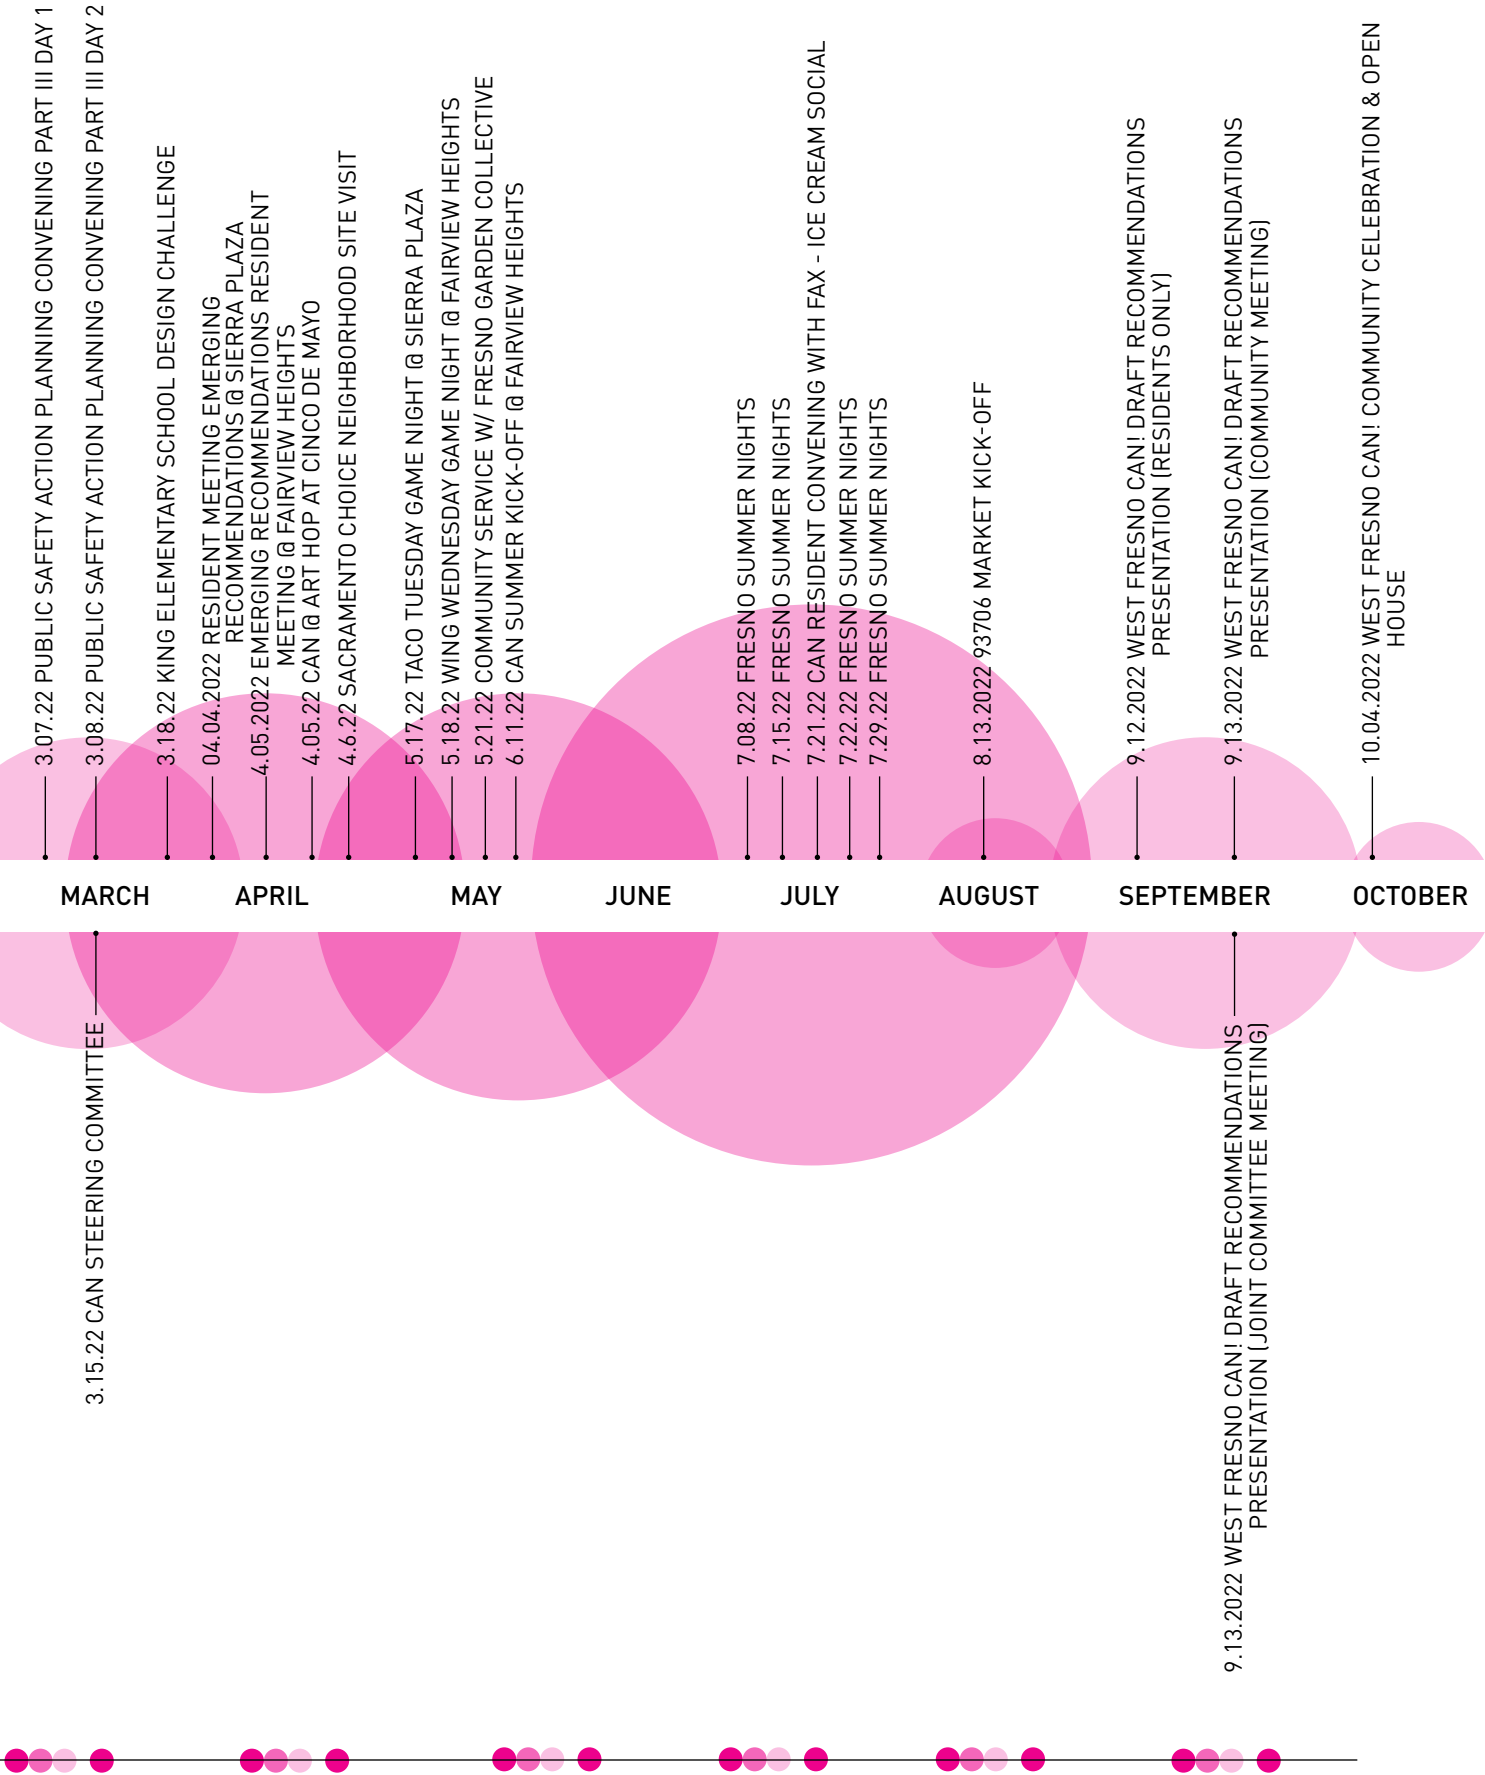 3.07.22 PUBLIC SAFETY ACTION PLANNING CONVENING PART III DAY 1
3.08.22 PUBLIC SAFETY ACTION PLANNING CONVENING PART III DAY 2
3.18.22 KING ELEMENTARY SCHOOL DESIGN CHALLENGE
04.04.2022 RESIDENT MEETING EMERGING
RECOMMENDATIONS @ SIERRA PLAZA
4.05.2022 EMERGING RECOMMENDATIONS RESIDENT
MEETING @ FAIRVIEW HEIGHTS
4.05.22 CAN @ ART HOP AT CINCO DE MAYO
4.6.22 SACRAMENTO CHOICE NEIGHBORHOOD SITE VISIT
5.17.22 TACO TUESDAY GAME NIGHT @ SIERRA PLAZA
5.18.22 WING WEDNESDAY GAME NIGHT @ FAIRVIEW HEIGHTS
5.21.22 COMMUNITY SERVICE W/ FRESNO GARDEN COLLECTIVE
6.11.22 CAN SUMMER KICK-OFF @ FAIRVIEW HEIGHTS
7.08.22 FRESNO SUMMER NIGHTS
7.15.22 FRESNO SUMMER NIGHTS
7.21.22 CAN RESIDENT CONVENING WITH FAX - ICE CREAM SOCIAL
7.22.22 FRESNO SUMMER NIGHTS
7.29.22 FRESNO SUMMER NIGHTS
8.13.2022 93706 MARKET KICK-OFF
9.12.2022 WEST FRESNO CAN! DRAFT RECOMMENDATIONS
PRESENTATION (RESIDENTS ONLY)
9.13.2022 WEST FRESNO CAN! DRAFT RECOMMENDATIONS
PRESENTATION (COMMUNITY MEETING)
10.04.2022 WEST FRESNO CAN! COMMUNITY CELEBRATION & OPEN
HOUSE
MARCH
APRIL
MAY
JUNE
JULY
AUGUST
SEPTEMBER
OCTOBER
3.15.22 CAN STEERING COMMITTEE
9.13.2022 WEST FRESNO CAN! DRAFT RECOMMENDATIONS
PRESENTATION (JOINT COMMITTEE MEETING)